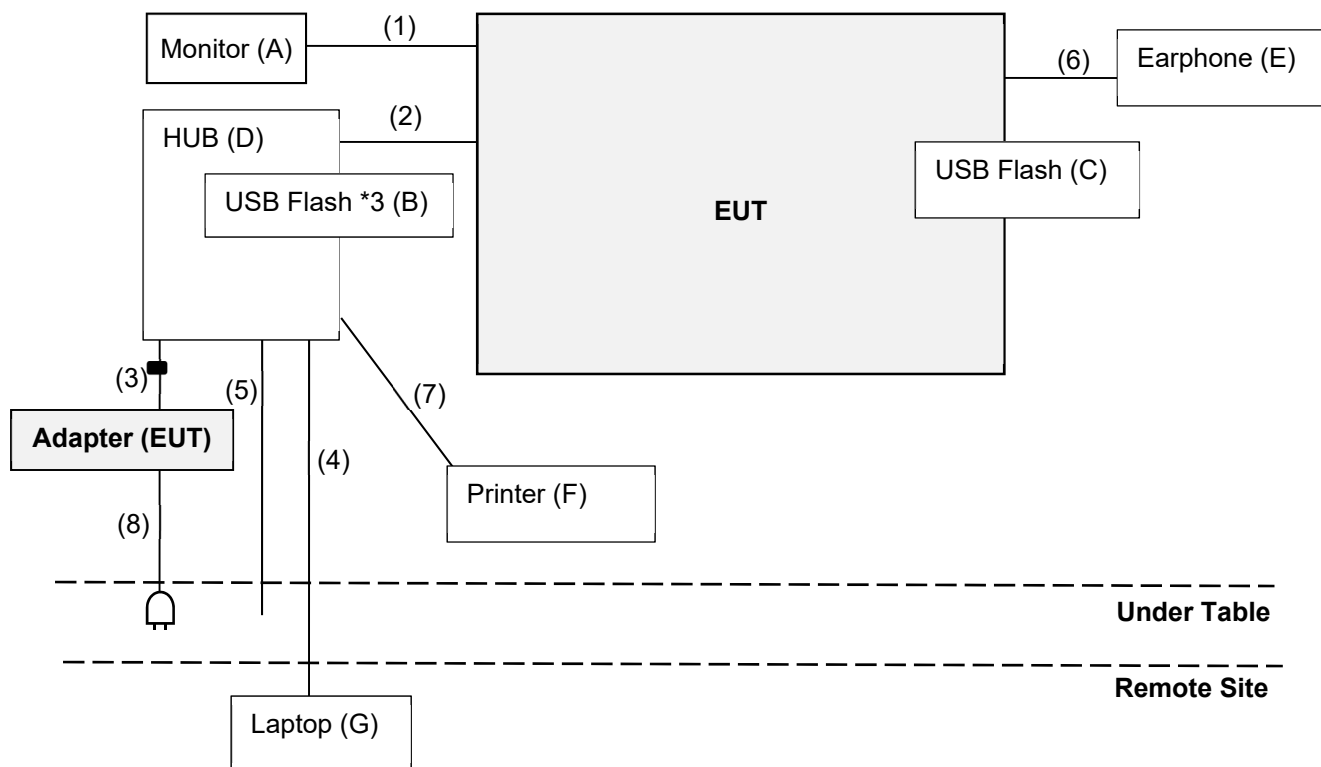 (1)
Monitor (A)
(6)
Earphone (E)
(2)
HUB (D)
USB Flash (C)
USB Flash *3 (B)
EUT
(3)
(5)
(7)
Adapter (EUT)
(4)
Printer (F)
(8)
Under Table
Remote Site
Laptop (G)